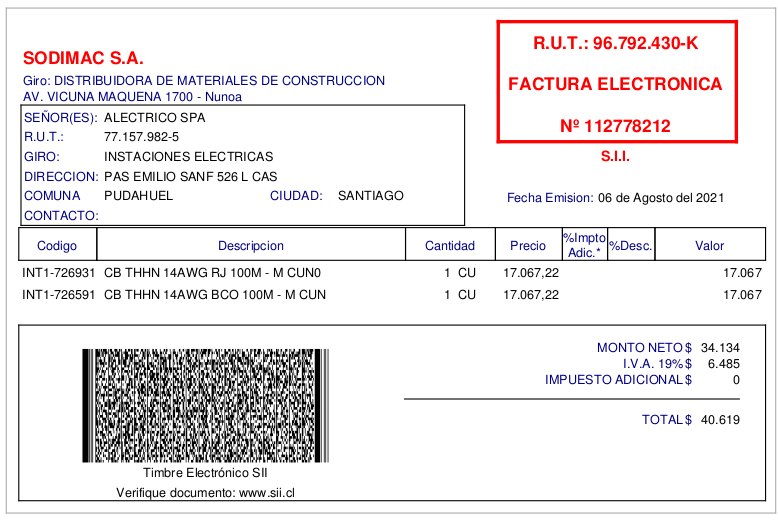 SODIMAC S.A.
Giro: DISTRIBUIDORA DE MATERIALES DE CONSTRUCCION
AV. VICUNA MAQUENA 1700 - Nunoa
R.U.T.: 96.792.430-K
FACTURA ELECTRONICA
Nº 112778212
S.I.I.
SEÑOR(ES): ALECTRICO SPA
R.U.T.: 77.157.982-5
GIRO: INSTACIONES ELECTRICAS
DIRECCION: PAS EMILIO SANF 526 L CAS
COMUNA PUDAHUEL CIUDAD: SANTIAGO
CONTACTO:
Fecha Emision: 06 de Agosto del 2021
Codigo Descripcion Cantidad Precio %Impto Adic.* %Desc. Valor
INT1-726931 CB THHN 14AWG RJ 100M - M CUN0 1 CU 17.067,22 17.067
INT1-726591 CB THHN 14AWG BCO 100M - M CUN 1 CU 17.067,22 17.067
MONTO NETO $ 34.134
I.V.A. 19% $ 6.485
IMPUESTO ADICIONAL $ 0
TOTAL $ 40.619
Timbre Electrónico SII
Verifique documento: www.sii.cl